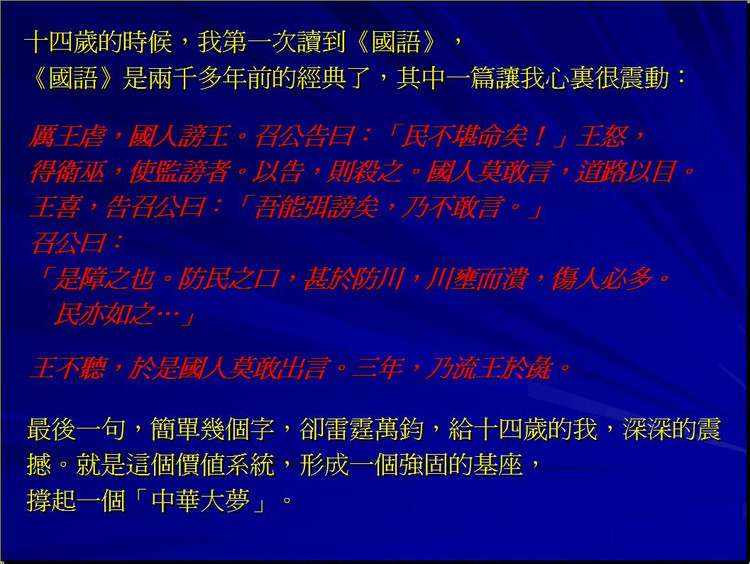 十四歲的時候，我第一次讀到《國語》，
《國語》是兩千多年前的經典了，其中一篇讓我心裏很震動：
厲王虐，國人謗王。召公告曰：「民不堪命矣！」王怒，
得衛巫，使監謗者。以告，則殺之。國人莫敢言，道路以目。
王喜，告召公曰：「吾能弭謗矣，乃不敢言。」
召公曰：
「是障之也。防民之口，甚於防川，川壅而潰，傷人必多。
民亦如之…」
王不聽，於是國人莫敢出言。三年，乃流王於彘。
最後一句，簡單幾個字，卻雷霆萬鈞，給十四歲的我，深深的震
撼。就是這個價值系統，形成一個強固的基座，
撐起一個「中華大夢」。